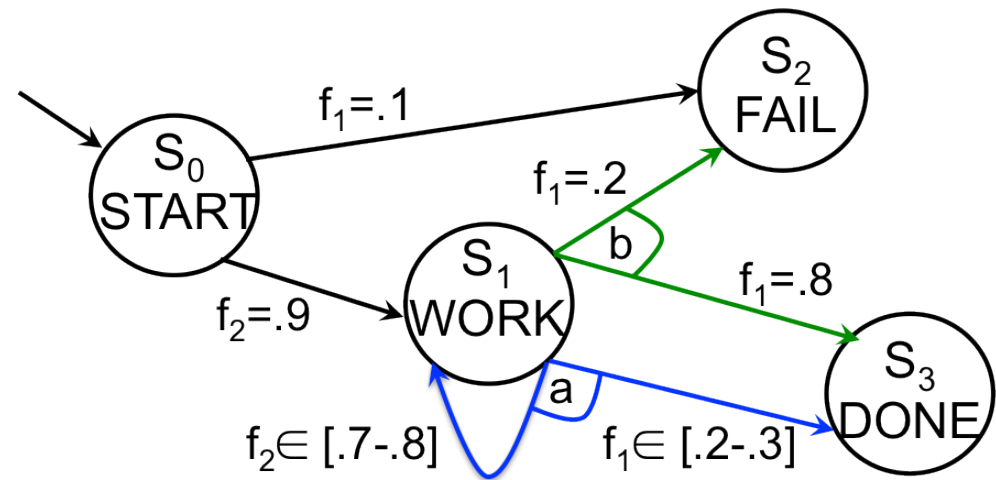 S₂
FAIL
f₁=.1
S₀
START
f₁=.2
b
S₁
WORK
f₁=.8
f₂=.9
S₃
DONE
a
f₂∈ [.7-.8]
f₁∈ [.2-.3]